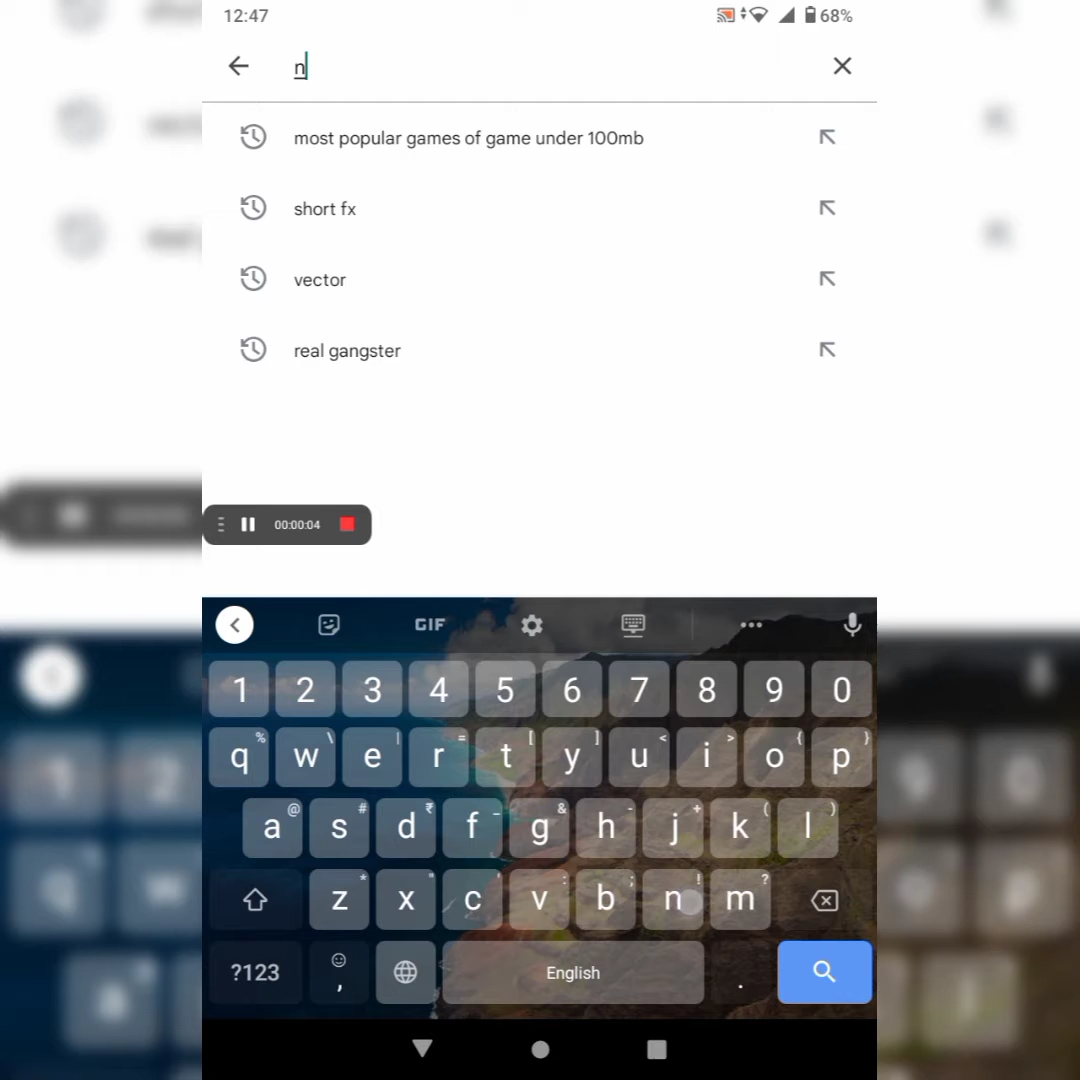 12:47
68%
n
most popular games of game under 100mb
short fx
vector
real gangster
00:00:04
GIF
1 2 3 4 5 6 7 8 9 0
q % w \ e | r = t [ y ] u < i > o { p }
a @ s # d ₹ f _ g & h - j + k ( l )
z * x " c ' v : b ; n ! m ?
?123 , English .